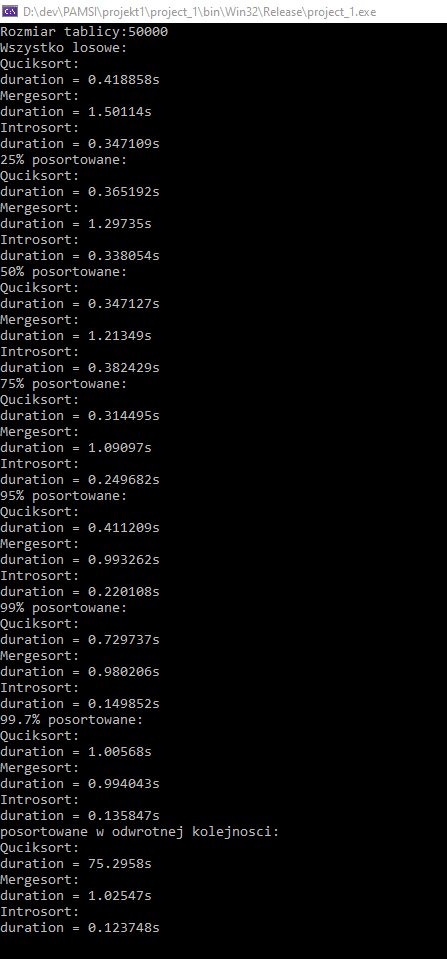 D:\dev\PAMSI\projekt1\project_1\bin\Win32\Release\project_1.exe
Rozmiar tablicy:50000
Wszystko losowe:
Quciksort:
duration = 0.418858s
Mergesort:
duration = 1.50114s
Introsort:
duration = 0.347109s
25% posortowane:
Quciksort:
duration = 0.365192s
Mergesort:
duration = 1.29735s
Introsort:
duration = 0.338054s
50% posortowane:
Quciksort:
duration = 0.347127s
Mergesort:
duration = 1.21349s
Introsort:
duration = 0.382429s
75% posortowane:
Quciksort:
duration = 0.314495s
Mergesort:
duration = 1.09097s
Introsort:
duration = 0.249682s
95% posortowane:
Quciksort:
duration = 0.411209s
Mergesort:
duration = 0.993262s
Introsort:
duration = 0.220108s
99% posortowane:
Quciksort:
duration = 0.729737s
Mergesort:
duration = 0.980206s
Introsort:
duration = 0.149852s
99.7% posortowane:
Quciksort:
duration = 1.00568s
Mergesort:
duration = 0.994043s
Introsort:
duration = 0.135847s
posortowane w odwrotnej kolejnosci:
Quciksort:
duration = 75.2958s
Mergesort:
duration = 1.02547s
Introsort:
duration = 0.123748s